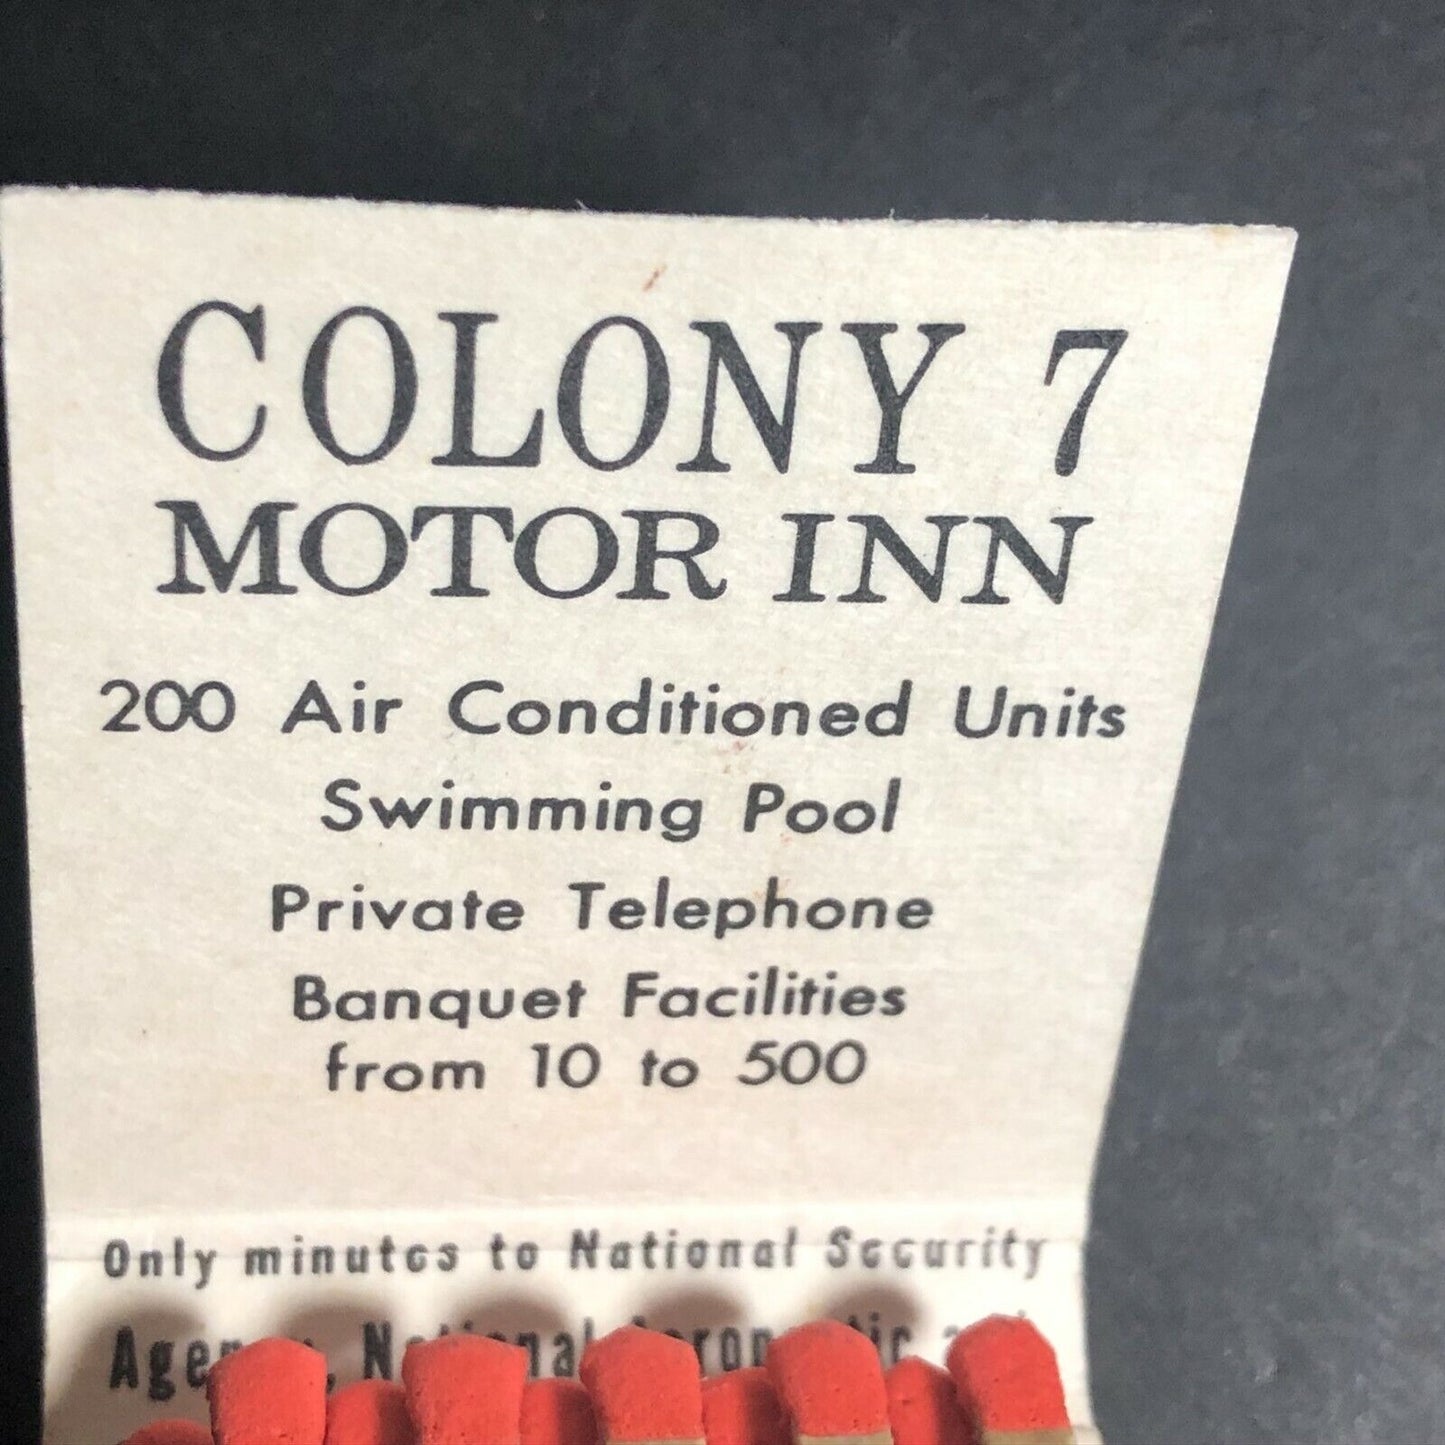 COLONY 7
MOTOR INN
200 Air Conditioned Units
Swimming Pool
Private Telephone
Banquet Facilities
from 10 to 500
Only minutes to National Security